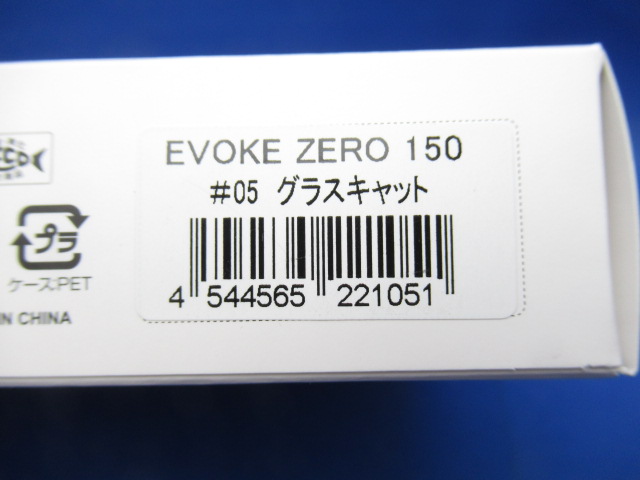 EVOKE ZERO 150
#05 グラスキャット
4 544565 221051
プラ
ケース:PET
IN CHINA